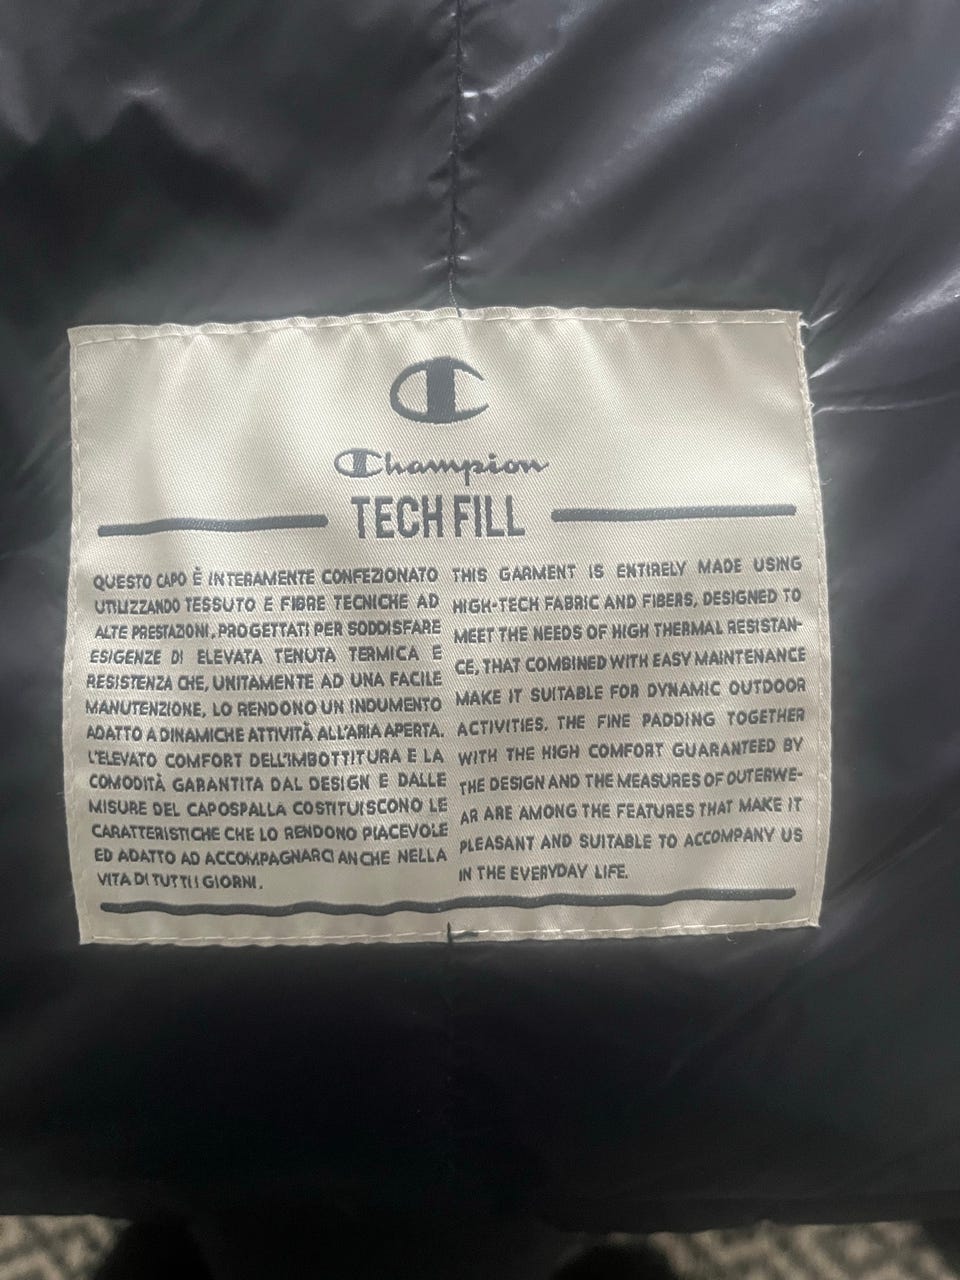 Champion
TECH FILL
QUESTO CAPO È INTERAMENTE CONFEZIONATO
UTILIZZANDO TESSUTO E FIBRE TECNICHE AD
ALTE PRESTAZIONI, PROGETTATI PER SODDISFARE
ESIGENZE DI ELEVATA TENUTA TERMICA E
RESISTENZA CHE, UNITAMENTE AD UNA FACILE
MANUTENZIONE, LO RENDONO UN INDUMENTO
ADATTO A DINAMICHE ATTIVITÀ ALL'ARIA APERTA.
L'ELEVATO COMFORT DELL'IMBOTTITURA E LA
COMODITÀ GARANTITA DAL DESIGN E DALLE
MISURE DEL CAPOSPALLA COSTITUISCONO LE
CARATTERISTICHE CHE LO RENDONO PIACEVOLE
ED ADATTO AD ACCOMPAGNARCI ANCHE NELLA
VITA DI TUTTI I GIORNI.
THIS GARMENT IS ENTIRELY MADE USING
HIGH-TECH FABRIC AND FIBERS, DESIGNED TO
MEET THE NEEDS OF HIGH THERMAL RESISTAN-
CE, THAT COMBINED WITH EASY MAINTENANCE
MAKE IT SUITABLE FOR DYNAMIC OUTDOOR
ACTIVITIES. THE FINE PADDING TOGETHER
WITH THE HIGH COMFORT GUARANTEED BY
THE DESIGN AND THE MEASURES OF OUTERWE-
AR ARE AMONG THE FEATURES THAT MAKE IT
PLEASANT AND SUITABLE TO ACCOMPANY US
IN THE EVERYDAY LIFE.